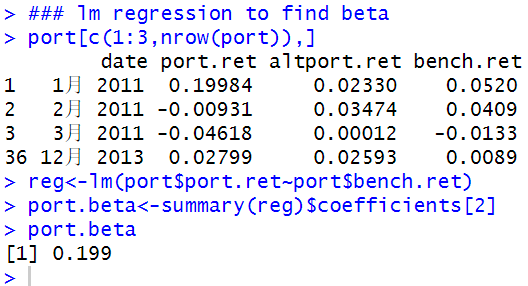 > ### lm regression to find beta
> port[c(1:3,nrow(port)),]
date port.ret altport.ret bench.ret
1 1月 2011 0.19984 0.02330 0.0520
2 2月 2011 -0.00931 0.03474 0.0409
3 3月 2011 -0.04618 0.00012 -0.0133
36 12月 2013 0.02799 0.02593 0.0089
> reg<-lm(port$port.ret~port$bench.ret)
> port.beta<-summary(reg)$coefficients[2]
> port.beta
[1] 0.199
>